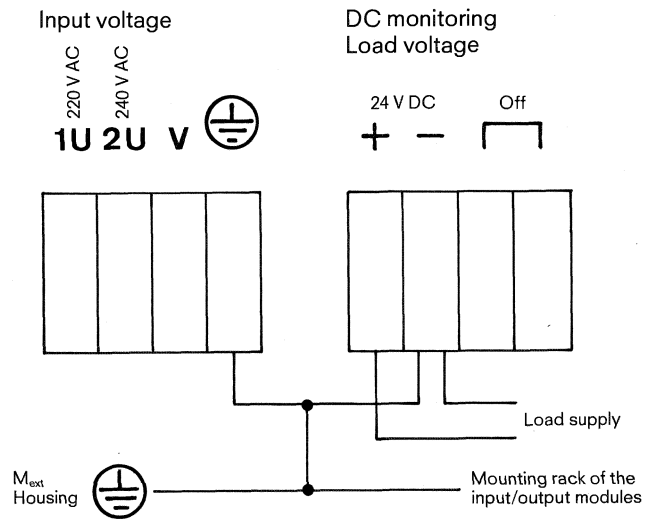 Input voltage
220 V AC
240 V AC
1U 2U V
DC monitoring
Load voltage
24 V DC
Off
+ −
Load supply
Mext
Housing
Mounting rack of the
input/output modules